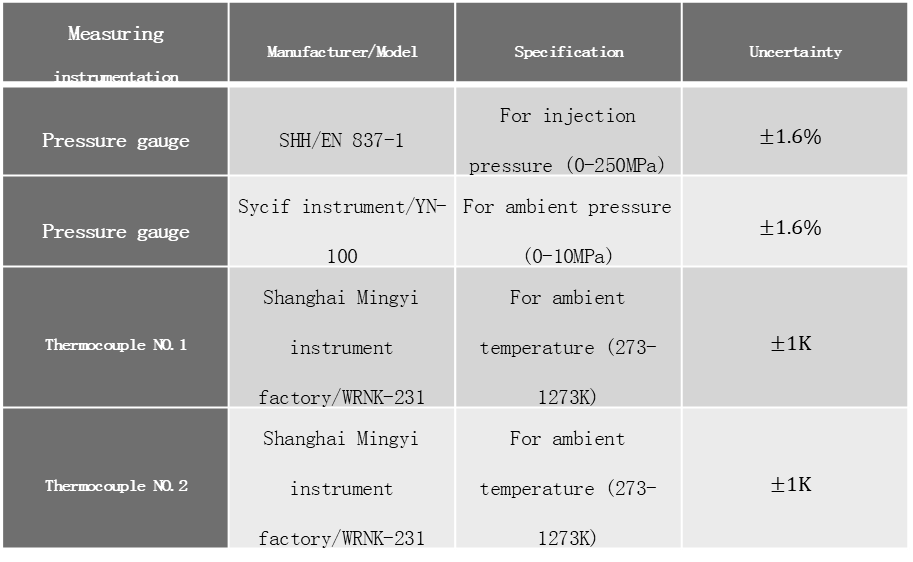 Measuring
instrumentation
Manufacturer/Model
Specification
Uncertainty
Pressure gauge
SHH/EN 837-1
For injection
pressure (0-250MPa)
±1.6%
Pressure gauge
Sycif instrument/YN-
100
For ambient pressure
(0-10MPa)
±1.6%
Thermocouple NO.1
Shanghai Mingyi
instrument
factory/WRNK-231
For ambient
temperature (273-
1273K)
±1K
Thermocouple NO.2
Shanghai Mingyi
instrument
factory/WRNK-231
For ambient
temperature (273-
1273K)
±1K